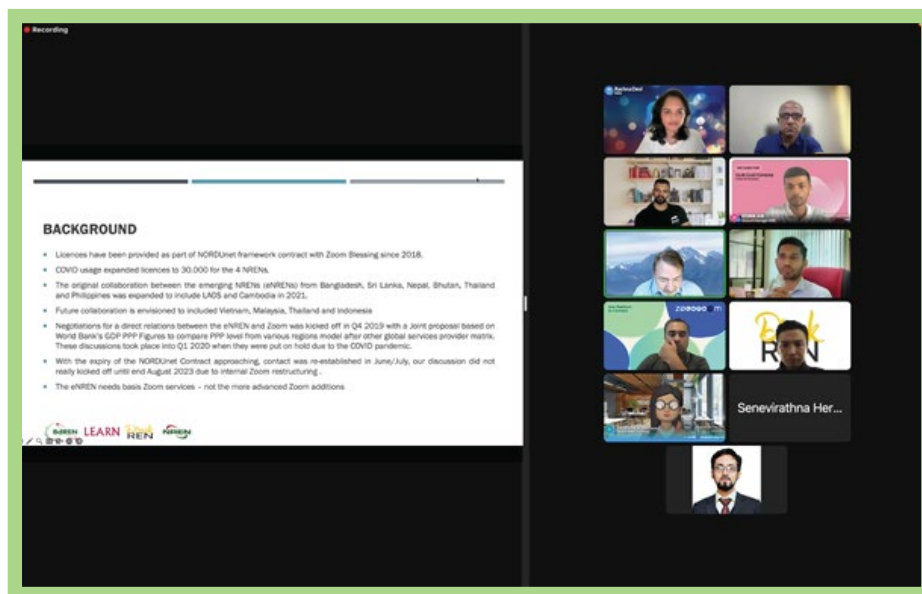 Recording
BACKGROUND
Licences have been provided as part of NORDUnet framework contract with Zoom Blessing since 2018.
COVID usage expanded licences to 30.000 for the 4 NRENs.
The original collaboration between the emerging NRENs (eNRENs) from Bangladesh, Sri Lanka, Nepal, Bhutan, Thailand
and Philippines was expanded to include LAOS and Cambodia in 2021.
Future collaboration is envisioned to included Vietnam, Malaysia, Thailand and Indonesia
Negotiations for a direct relations between the eNREN and Zoom was kicked off in Q4 2019 with a Joint proposal based on
World Bank's GDP PPP Figures to compare PPP level from various regions model after other global services provider matrix.
These discussions took place into Q1 2020 when they were put on hold due to the COVID pandemic.
With the expiry of the NORDUnet Contract approaching, contact was re-established in June/July, our discussion did not
really kicked off until end August 2023 due to internal Zoom restructuring .
The eNREN needs basis Zoom services – not the more advanced Zoom additions
BdREN
LEARN
REN
NREN
OUR CUSTOMERS
REN
Senevirathna Her...